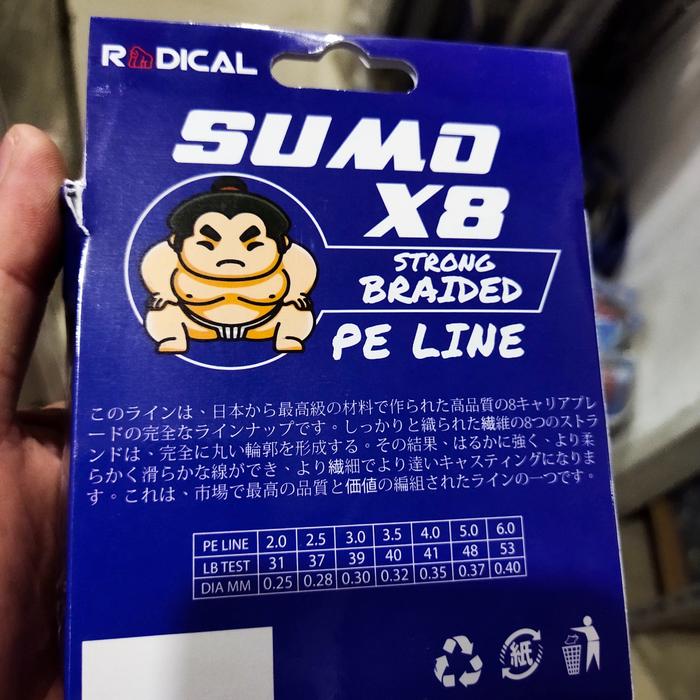 RADICAL
SUMO
X8
STRONG
BRAIDED
PE LINE
このラインは、日本から最高級の材料で作られた高品質の8キャリアブレ
ードの完全なラインナップです。しっかりと織られた繊維の8つのストラ
ンドは、完全に丸い輪郭を形成する。その結果、はるかに強く、より柔
らかく滑らかな線ができ、より繊細でより達いキャスティングになりま
す。これは、市場で最高の品質と価値の編組されたラインの一つです。
PE LINE 2.0 2.5 3.0 3.5 4.0 5.0 6.0
LB TEST 31 37 39 40 41 48 53
DIA MM 0.25 0.28 0.30 0.32 0.35 0.37 0.40
紙